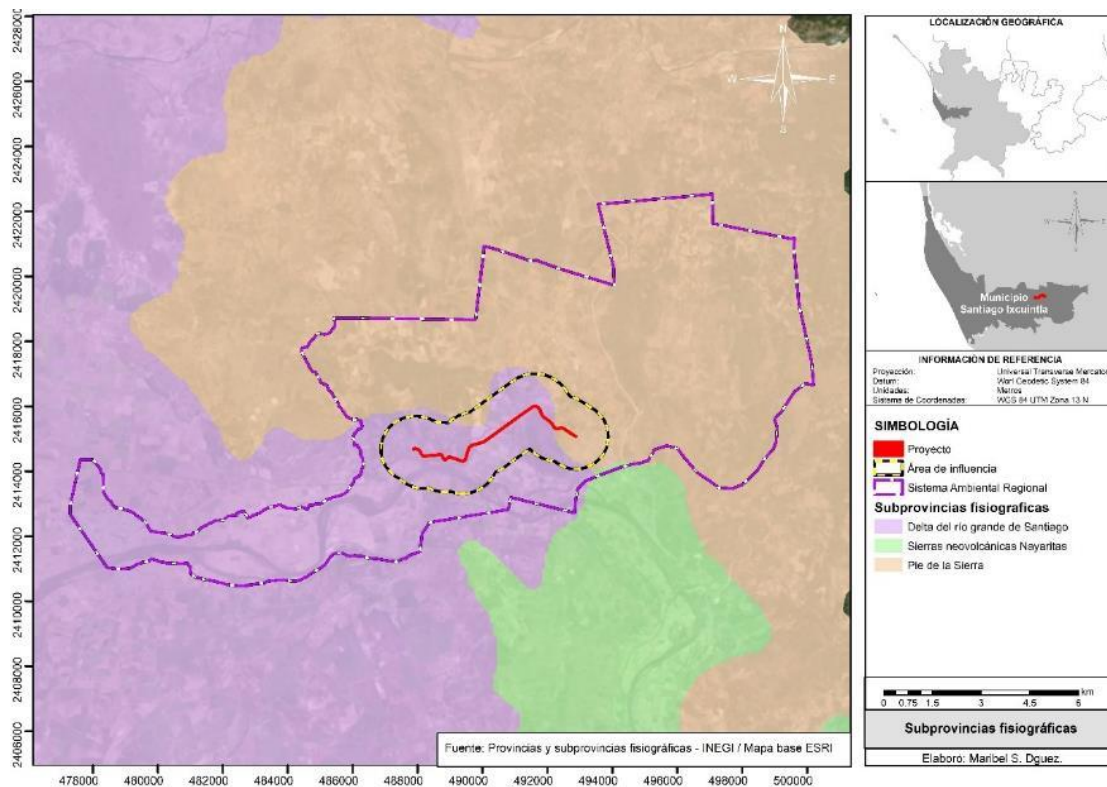 2428000
2426000
2424000
2422000
2420000
2418000
2416000
2414000
2412000
2410000
2408000
2406000
N
W
E
S
Fuente: Provincias y subprovincias fisiográficas - INEGI / Mapa base ESRI
478000 480000 482000 484000 486000 488000 490000 492000 494000 496000 498000 500000
LOCALIZACIÓN GEOGRÁFICA
Municipio
Santiago Ixcuintla
INFORMACIÓN DE REFERENCIA
Proyección: Universal Transverse Mercator
Datum: Worl Geodetic System 84
Unidades: Metros
Sistema de Coordenadas: WGS 84 UTM Zona 13 N
SIMBOLOGÍA
Proyecto
Área de influencia
Sistema Ambiental Regional
Subprovincias fisiograficas
Delta del río grande de Santiago
Sierras neovolcánicas Nayaritas
Pie de la Sierra
km
0 0.75 1.5 3 4.5 6
Subprovincias fisiográficas
Elaboro: Maribel S. Dguez.